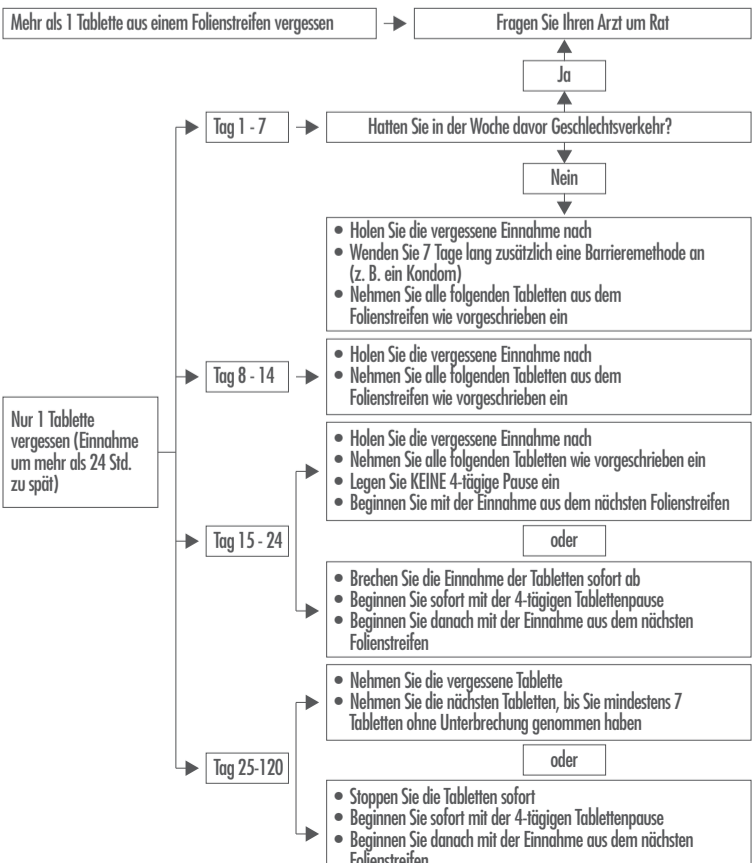 Mehr als 1 Tablette aus einem Folienstreifen vergessen
Fragen Sie Ihren Arzt um Rat
Ja
Tag 1 - 7
Hatten Sie in der Woche davor Geschlechtsverkehr?
Nein
• Holen Sie die vergessene Einnahme nach
• Wenden Sie 7 Tage lang zusätzlich eine Barrieremethode an
(z. B. ein Kondom)
• Nehmen Sie alle folgenden Tabletten aus dem
Folienstreifen wie vorgeschrieben ein
Nur 1 Tablette
vergessen (Einnahme
um mehr als 24 Std.
zu spät)
Tag 8 - 14
• Holen Sie die vergessene Einnahme nach
• Nehmen Sie alle folgenden Tabletten aus dem
Folienstreifen wie vorgeschrieben ein
Tag 15 - 24
• Holen Sie die vergessene Einnahme nach
• Nehmen Sie alle folgenden Tabletten wie vorgeschrieben ein
• Legen Sie KEINE 4-tägige Pause ein
• Beginnen Sie mit der Einnahme aus dem nächsten Folienstreifen
oder
• Brechen Sie die Einnahme der Tabletten sofort ab
• Beginnen Sie sofort mit der 4-tägigen Tablettenpause
• Beginnen Sie danach mit der Einnahme aus dem nächsten
Folienstreifen
Tag 25-120
• Nehmen Sie die vergessene Tablette
• Nehmen Sie die nächsten Tabletten, bis Sie mindestens 7
Tabletten ohne Unterbrechung genommen haben
oder
• Stoppen Sie die Tabletten sofort
• Beginnen Sie sofort mit der 4-tägigen Tablettenpause
• Beginnen Sie danach mit der Einnahme aus dem nächsten
Folienstreifen